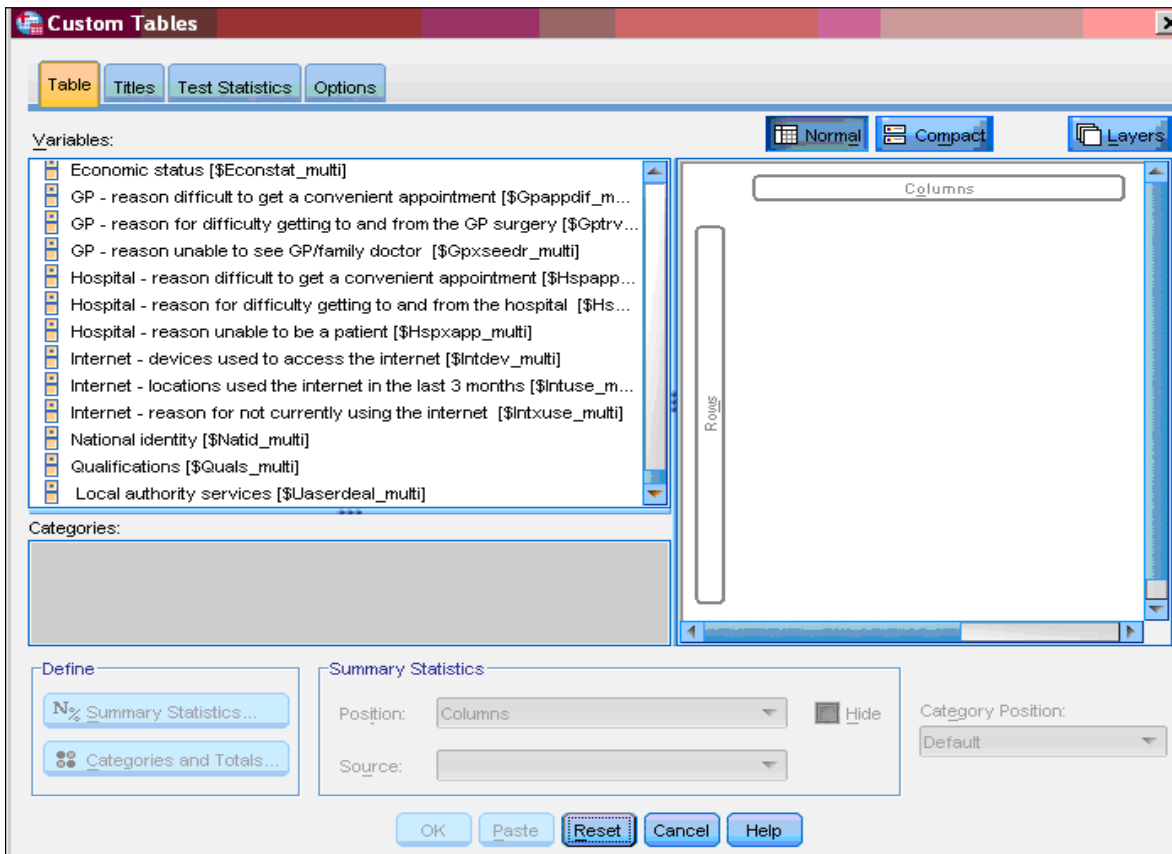 Custom Tables
Table Titles Test Statistics Options
Variables:
Normal Compact Layers
Economic status [$Econstat_multi]
GP - reason difficult to get a convenient appointment [$Gpappdif_m...
GP - reason for difficulty getting to and from the GP surgery [$Gptrv...
GP - reason unable to see GP/family doctor [$Gpxseedr_multi]
Hospital - reason difficult to get a convenient appointment [$Hspapp...
Hospital - reason for difficulty getting to and from the hospital [$Hs...
Hospital - reason unable to be a patient [$Hspxapp_multi]
Internet - devices used to access the internet [$Intdev_multi]
Internet - locations used the internet in the last 3 months [$Intuse_m...
Internet - reason for not currently using the internet [$Intxuse_multi]
National identity [$Natid_multi]
Qualifications [$Quals_multi]
Local authority services [$Uaserdeal_multi]
Columns
Rows
Categories:
Define
N% Summary Statistics...
Categories and Totals...
Summary Statistics
Position: Columns
Hide
Source:
Category Position:
Default
OK Paste Reset Cancel Help